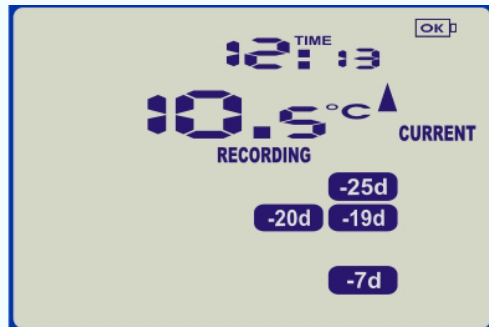 OK
TIME
12:13
10.5°C
CURRENT
RECORDING
-25d
-20d -19d
-7d